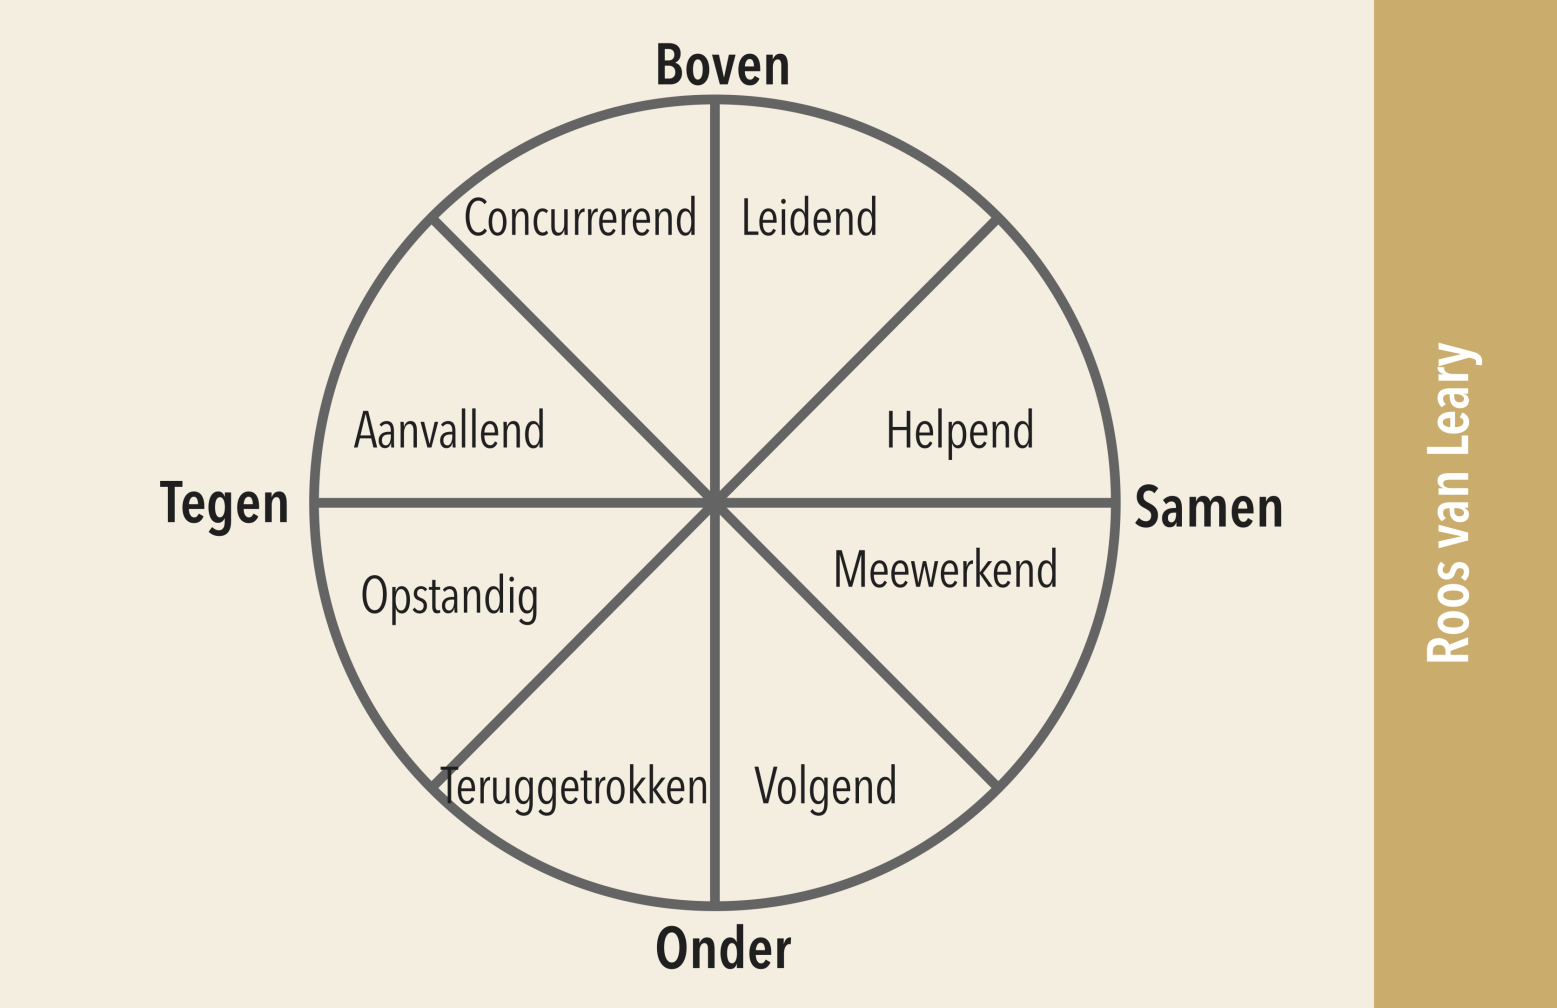 Boven
Concurrerend
Leidend
Aanvallend
Helpend
Tegen
Samen
Opstandig
Meewerkend
Teruggetrokken
Volgend
Onder
Roos van Leary